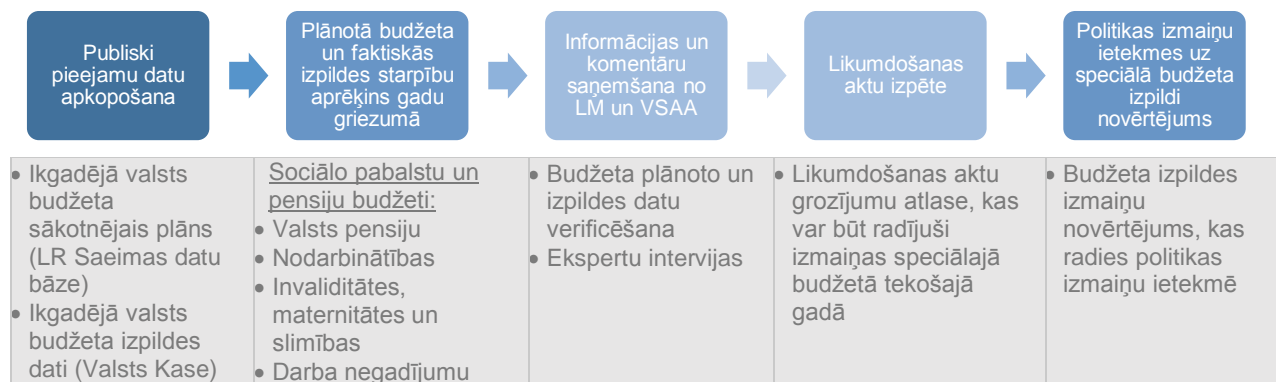 Publiski
pieejamu datu
apkopošana
Plānotā budžeta
un faktiskās
izpildes starpību
aprēķins gadu
griezumā
Informācijas un
komentāru
saņemšana no
LM un VSAA
Likumdošanas
aktu izpēte
Politikas izmaiņu
ietekmes uz
speciālā budžeta
izpildi
novērtējums
• Ikgadējā valsts
budžeta
sākotnējais plāns
(LR Saeimas datu
bāze)
• Ikgadējā valsts
budžeta izpildes
dati (Valsts Kase)
Sociālo pabalstu un
pensiju budžeti:
• Valsts pensiju
• Nodarbinātības
• Invaliditātes,
maternitātes un
slimības
• Darba negadījumu
• Budžeta plānoto un
izpildes datu
verificēšana
• Ekspertu intervijas
• Likumdošanas aktu
grozījumu atlase, kas
var būt radījuši
izmaiņas speciālajā
budžetā tekošajā
gadā
• Budžeta izpildes
izmaiņu
novērtējums, kas
radies politikas
izmaiņu ietekmē